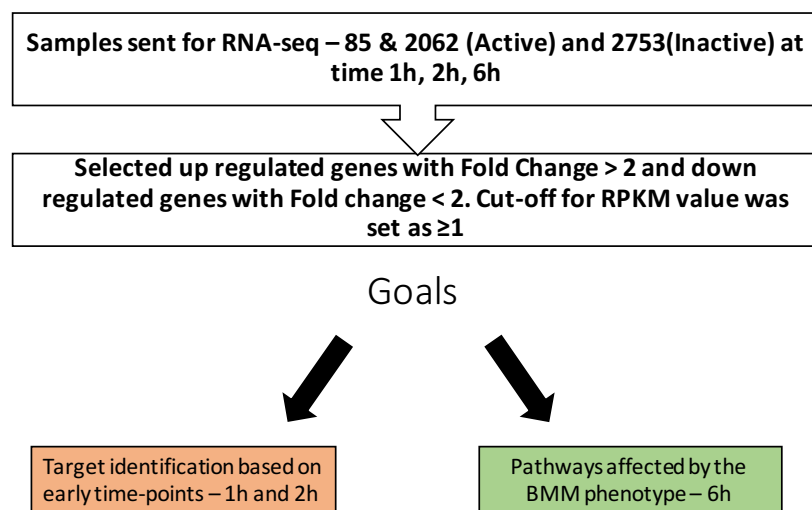 Samples sent for RNA-seq – 85 & 2062 (Active) and 2753(Inactive) at
time 1h, 2h, 6h
Selected up regulated genes with Fold Change > 2 and down
regulated genes with Fold change < 2. Cut-off for RPKM value was
set as ≥1
Goals
Target identification based on
early time-points – 1h and 2h
Pathways affected by the
BMM phenotype – 6h